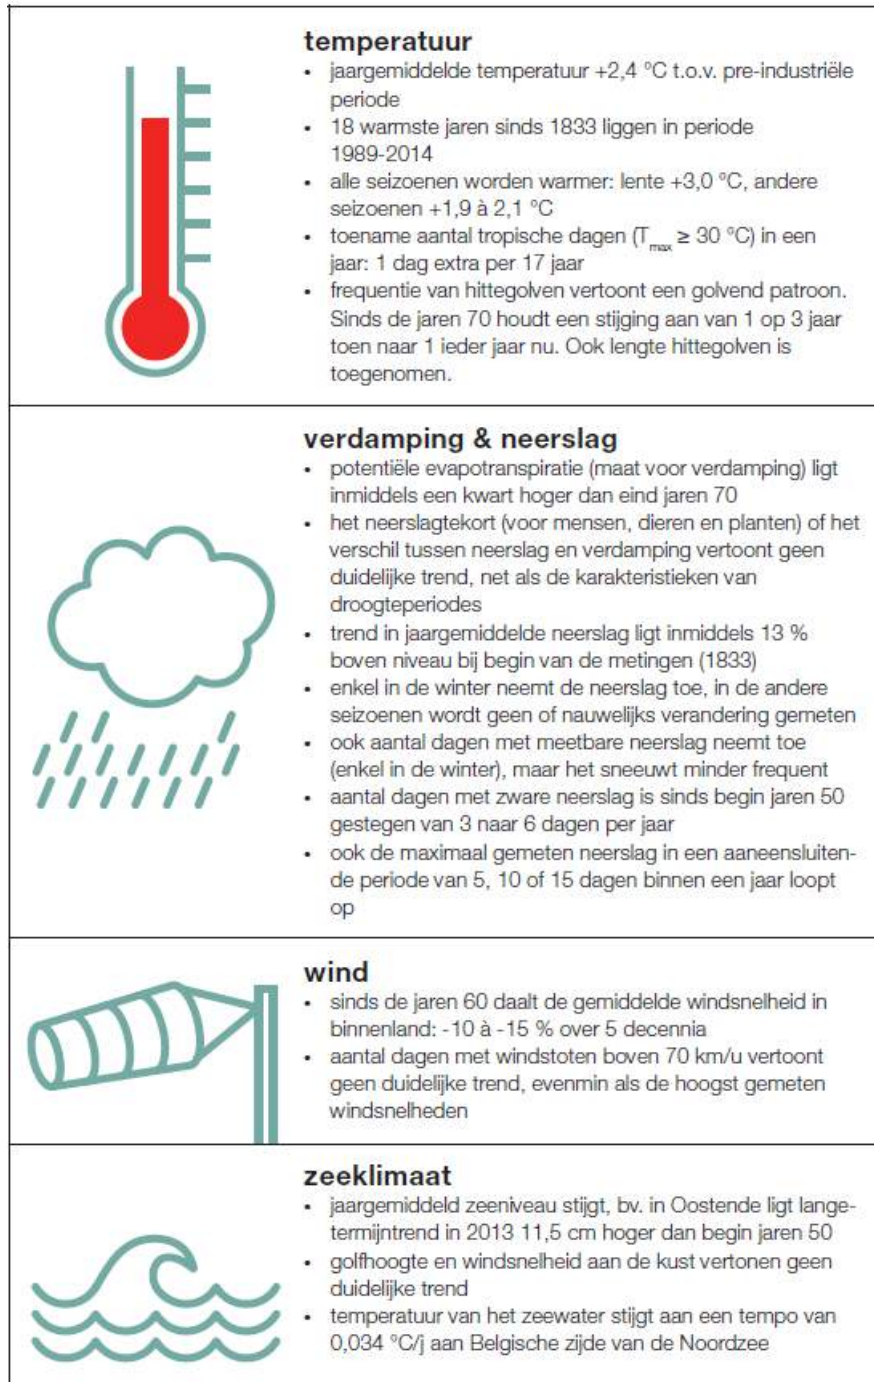 temperatuur
• jaargemiddelde temperatuur +2,4 °C t.o.v. pre-industriële
periode
• 18 warmste jaren sinds 1833 liggen in periode
1989-2014
• alle seizoenen worden warmer: lente +3,0 °C, andere
seizoenen +1,9 à 2,1 °C
• toename aantal tropische dagen (Tmax ≥ 30 °C) in een
jaar: 1 dag extra per 17 jaar
• frequentie van hittegolven vertoont een golvend patroon.
Sinds de jaren 70 houdt een stijging aan van 1 op 3 jaar
toen naar 1 ieder jaar nu. Ook lengte hittegolven is
toegenomen.
verdamping & neerslag
• potentiële evapotranspiratie (maat voor verdamping) ligt
inmiddels een kwart hoger dan eind jaren 70
• het neerslagtekort (voor mensen, dieren en planten) of het
verschil tussen neerslag en verdamping vertoont geen
duidelijke trend, net als de karakteristieken van
droogteperiodes
• trend in jaargemiddelde neerslag ligt inmiddels 13 %
boven niveau bij begin van de metingen (1833)
• enkel in de winter neemt de neerslag toe, in de andere
seizoenen wordt geen of nauwelijks verandering gemeten
• ook aantal dagen met meetbare neerslag neemt toe
(enkel in de winter), maar het sneeuwt minder frequent
• aantal dagen met zware neerslag is sinds begin jaren 50
gestegen van 3 naar 6 dagen per jaar
• ook de maximaal gemeten neerslag in een aaneensluiten-
de periode van 5, 10 of 15 dagen binnen een jaar loopt
op
wind
• sinds de jaren 60 daalt de gemiddelde windsnelheid in
binnenland: -10 à -15 % over 5 decennia
• aantal dagen met windstoten boven 70 km/u vertoont
geen duidelijke trend, evenmin als de hoogst gemeten
windsnelheden
zeeklimaat
• jaargemiddeld zeeniveau stijgt, bv. in Oostende ligt lange-
termijntrend in 2013 11,5 cm hoger dan begin jaren 50
• golfhoogte en windsnelheid aan de kust vertonen geen
duidelijke trend
• temperatuur van het zeewater stijgt aan een tempo van
0,034 °C/j aan Belgische zijde van de Noordzee